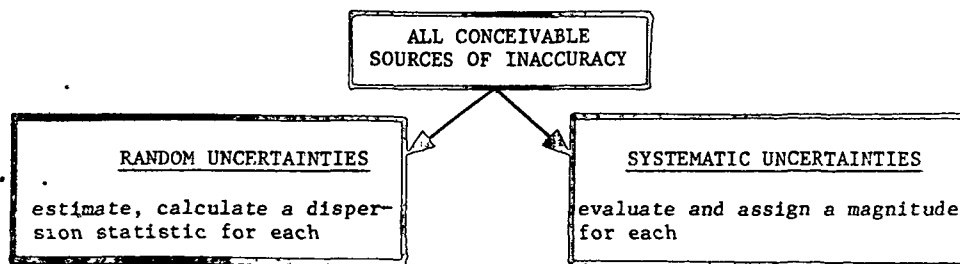 ALL CONCEIVABLE
SOURCES OF INACCURACY
RANDOM UNCERTAINTIES
estimate, calculate a disper-
sion statistic for each
SYSTEMATIC UNCERTAINTIES
evaluate and assign a magnitude
for each